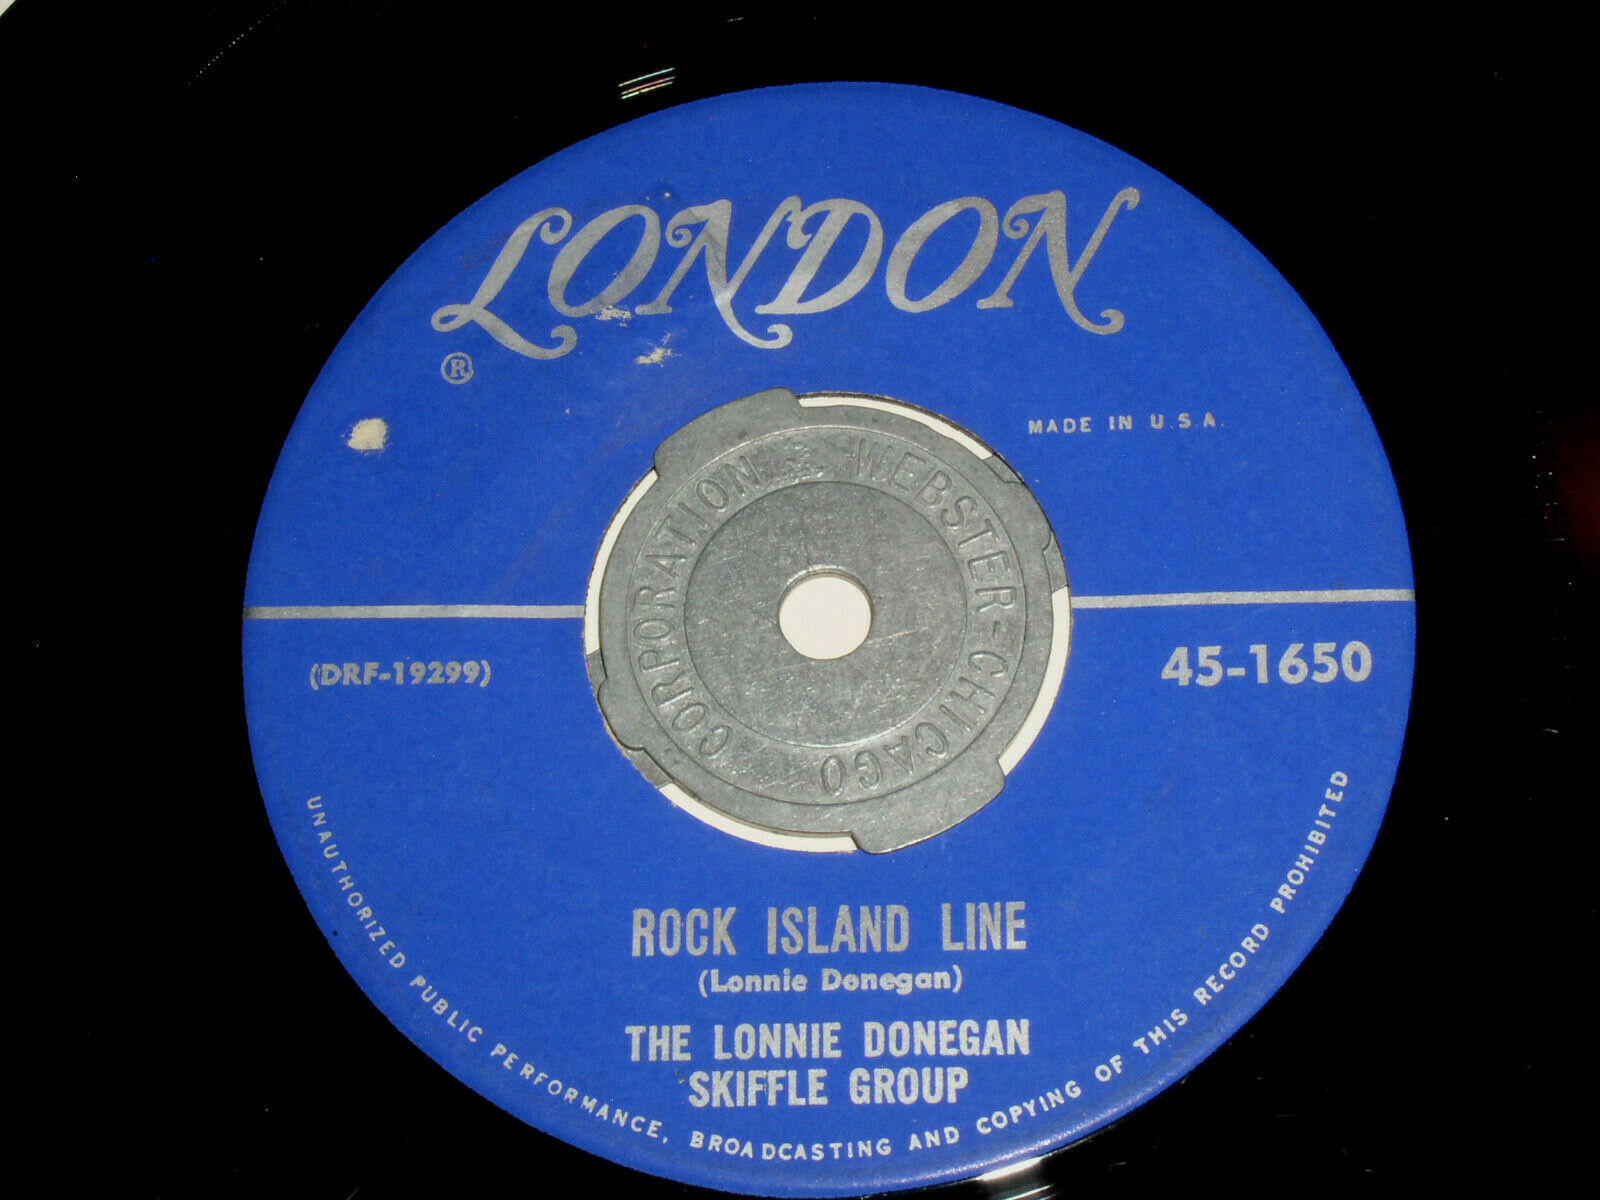 LONDON
®
MADE IN U.S.A.
WEBSTER-CHICAGO CORPORATION
(DRF-19299)
45-1650
ROCK ISLAND LINE
(Lonnie Donegan)
THE LONNIE DONEGAN
SKIFFLE GROUP
UNAUTHORIZED PUBLIC PERFORMANCE, BROADCASTING AND COPYING OF THIS RECORD PROHIBITED